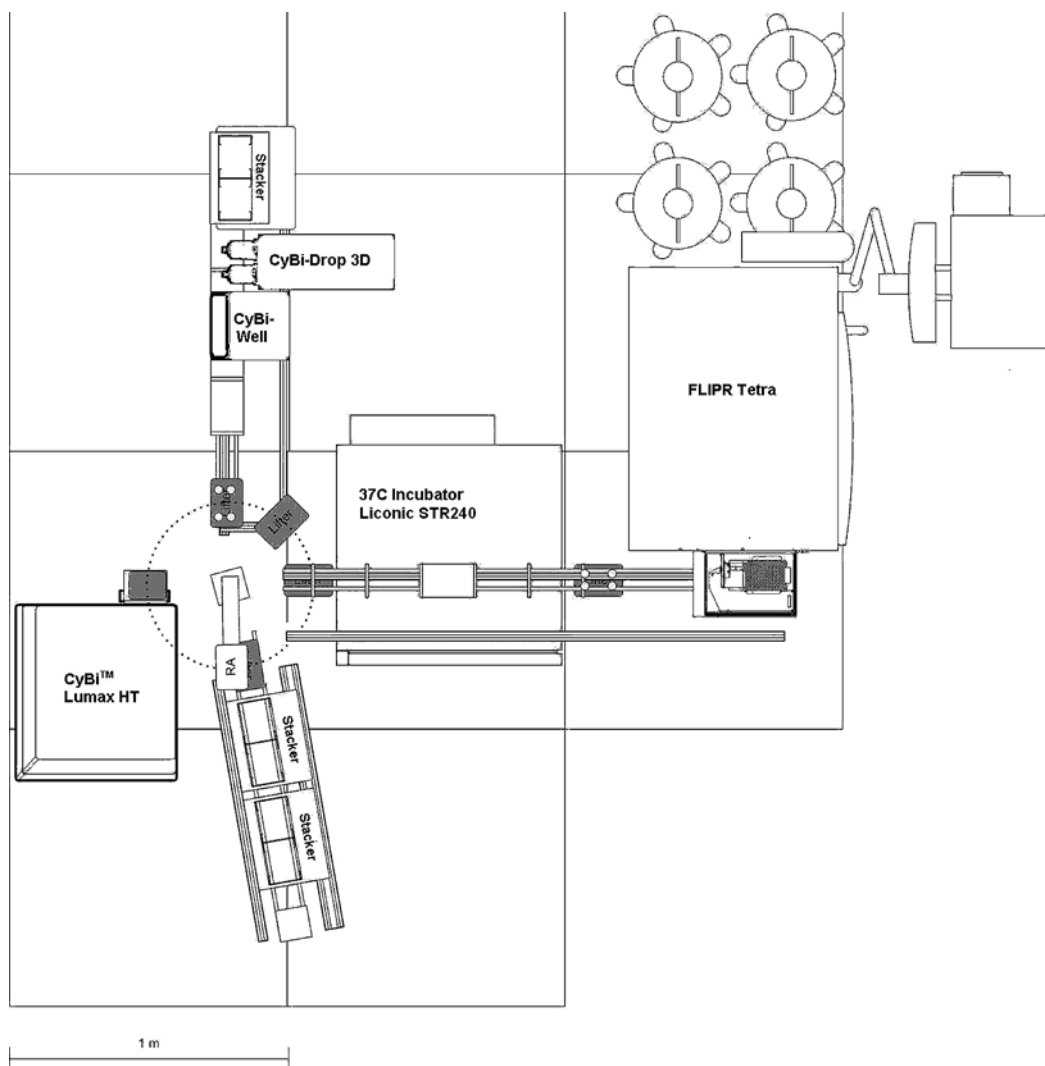 Stacker
CyBi-Drop 3D
CyBi-
Well
FLIPR Tetra
37C Incubator
Liconic STR240
Lifter
RA
CyBi™
Lumax HT
Stacker
Stacker
1 m